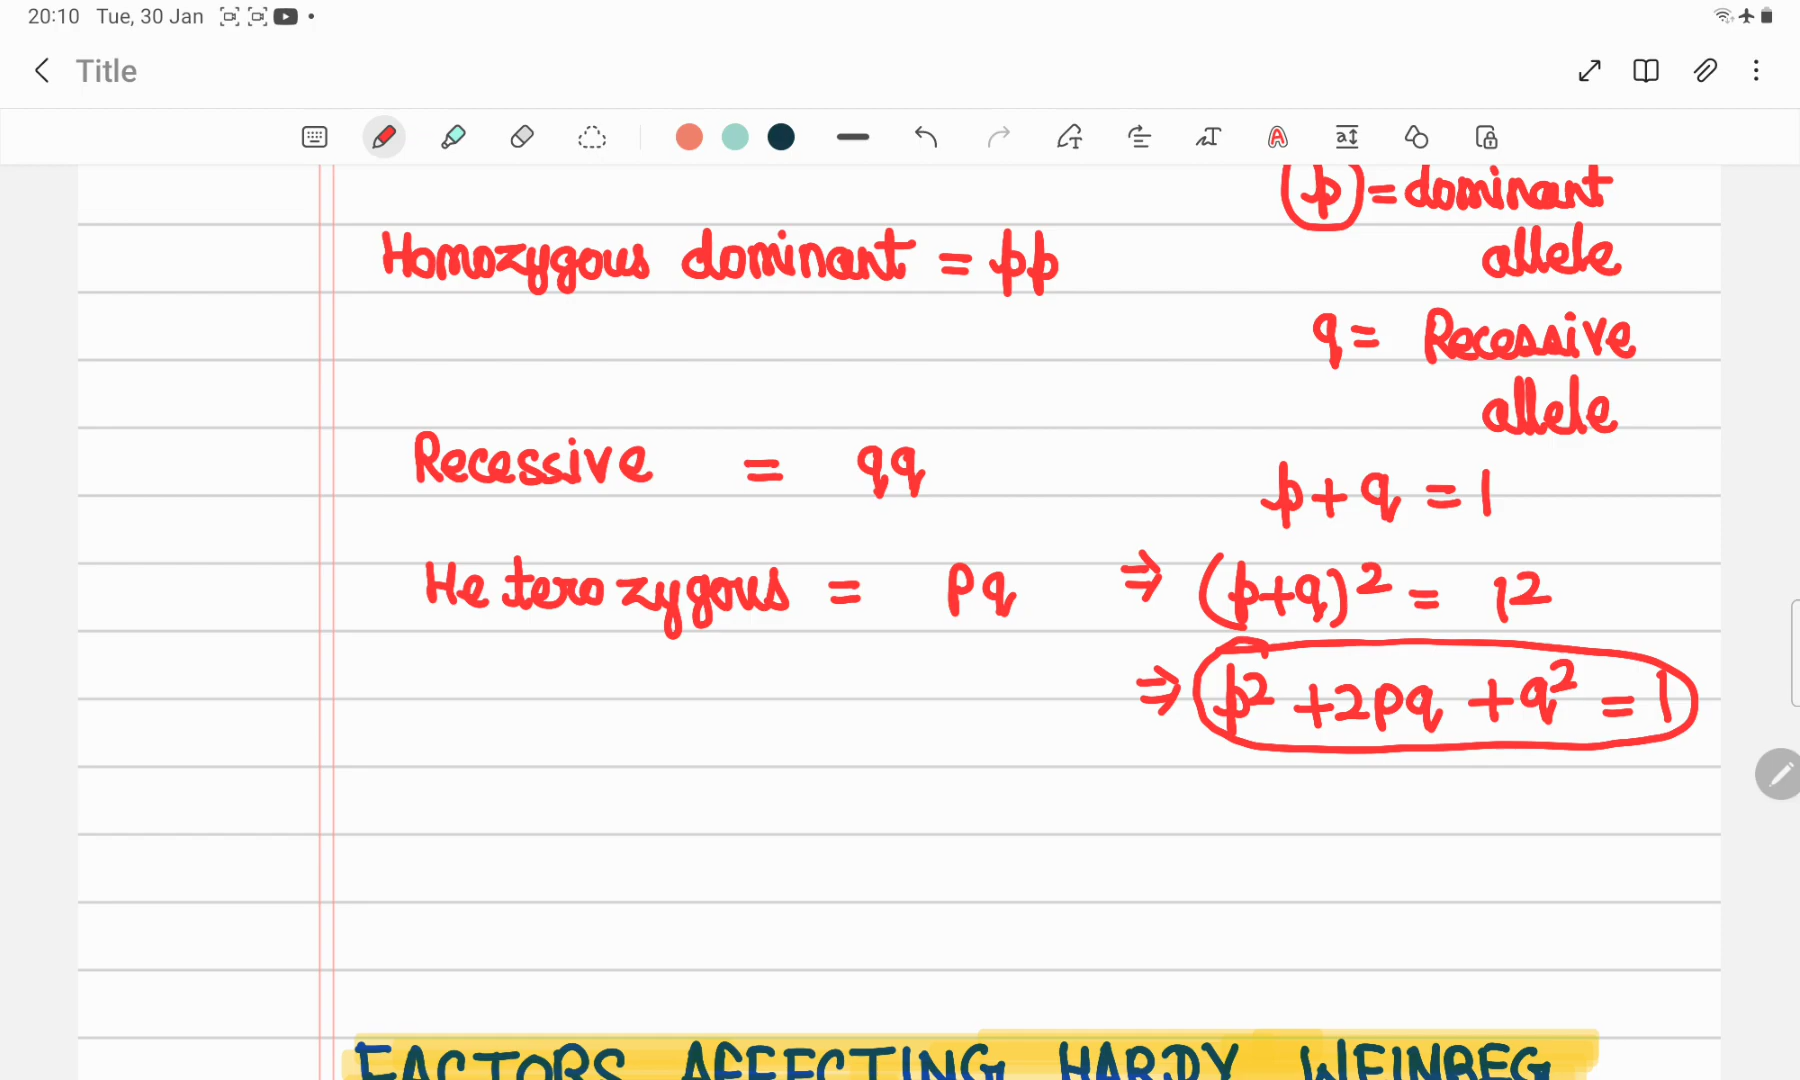 20:10 Tue, 30 Jan
Title
(p) = dominant
allele
Homozygous dominant = pp
q = Recessive
allele
Recessive = qq
p + q = 1
Heterozygous = pq
⇒ (p+q)² = 1²
⇒ p² + 2pq + q² = 1
FACTORS AFFECTING HARDY WEINBEG